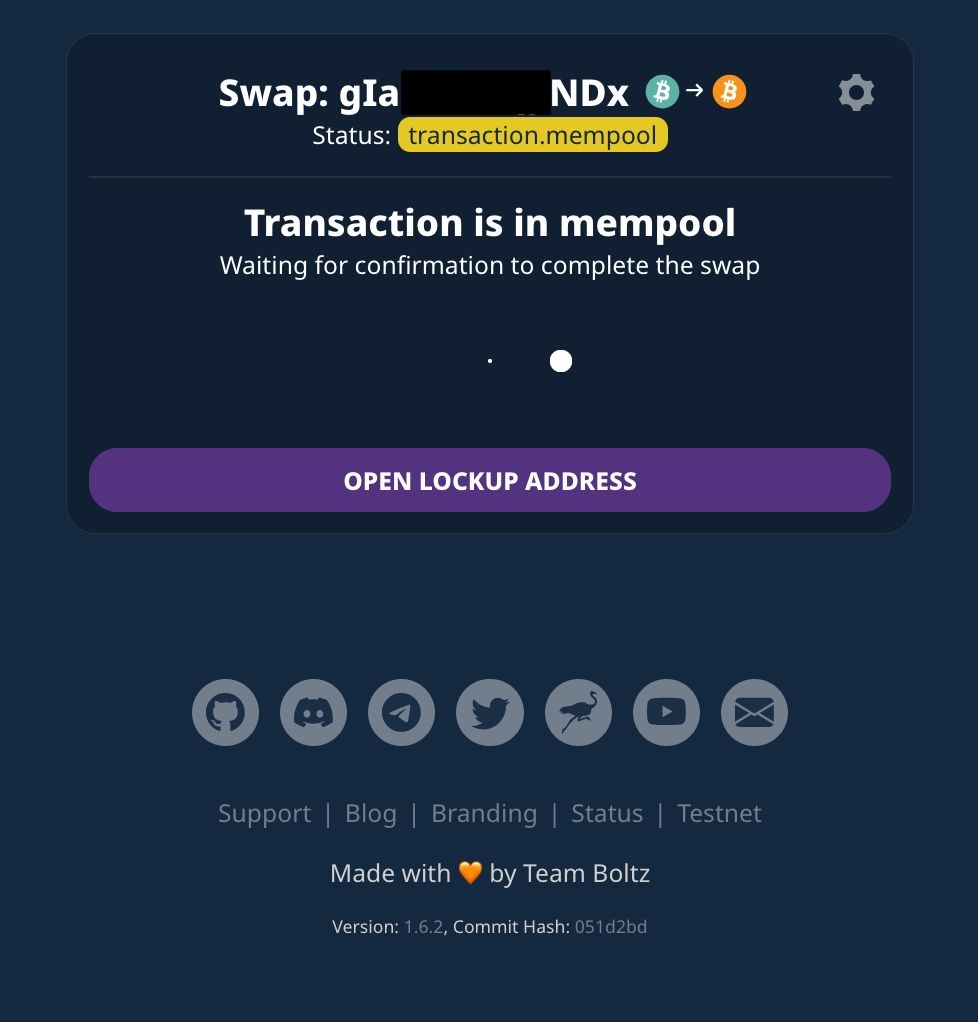 Swap: gIa NDx →
Status: transaction.mempool
Transaction is in mempool
Waiting for confirmation to complete the swap
OPEN LOCKUP ADDRESS
Support | Blog | Branding | Status | Testnet
Made with 🧡 by Team Boltz
Version: 1.6.2, Commit Hash: 051d2bd